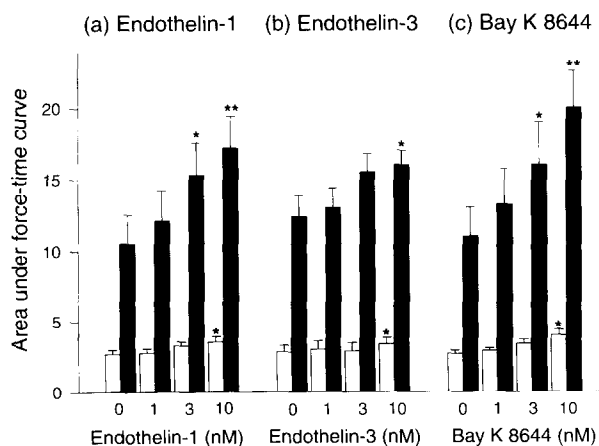 (a) Endothelin-1 (b) Endothelin-3 (c) Bay K 8644
Area under force-time curve
20
15
10
5
0
* ** * * ** * * *
0 1 3 10 0 1 3 10 0 1 3 10
Endothelin-1 (nM) Endothelin-3 (nM) Bay K 8644 (nM)